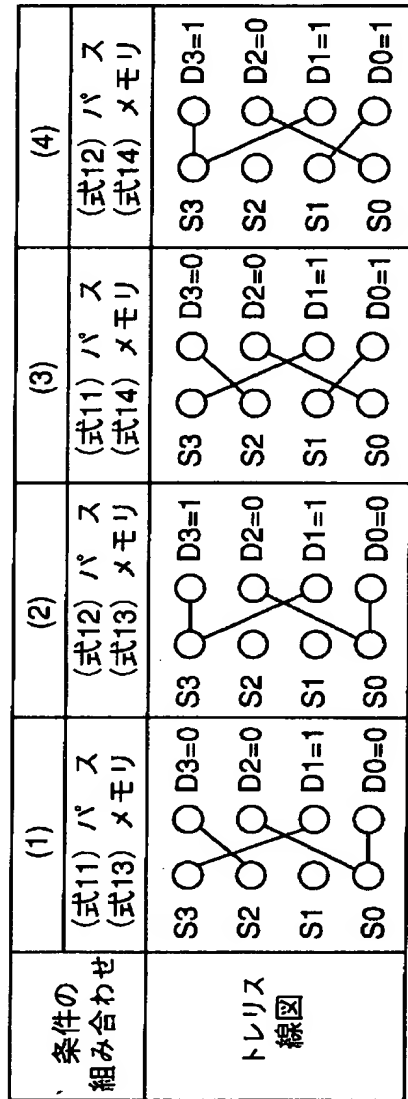 条件の
組み合わせ
(1)
(2)
(3)
(4)
(式11) パ ス
(式13) メモリ
(式12) パ ス
(式13) メモリ
(式11) パ ス
(式14) メモリ
(式12) パ ス
(式14) メモリ
トレリス
線図
S3 D3=0
S2 D2=0
S1 D1=1
S0 D0=0
S3 D3=1
S2 D2=0
S1 D1=1
S0 D0=0
S3 D3=0
S2 D2=0
S1 D1=1
S0 D0=1
S3 D3=1
S2 D2=0
S1 D1=1
S0 D0=1